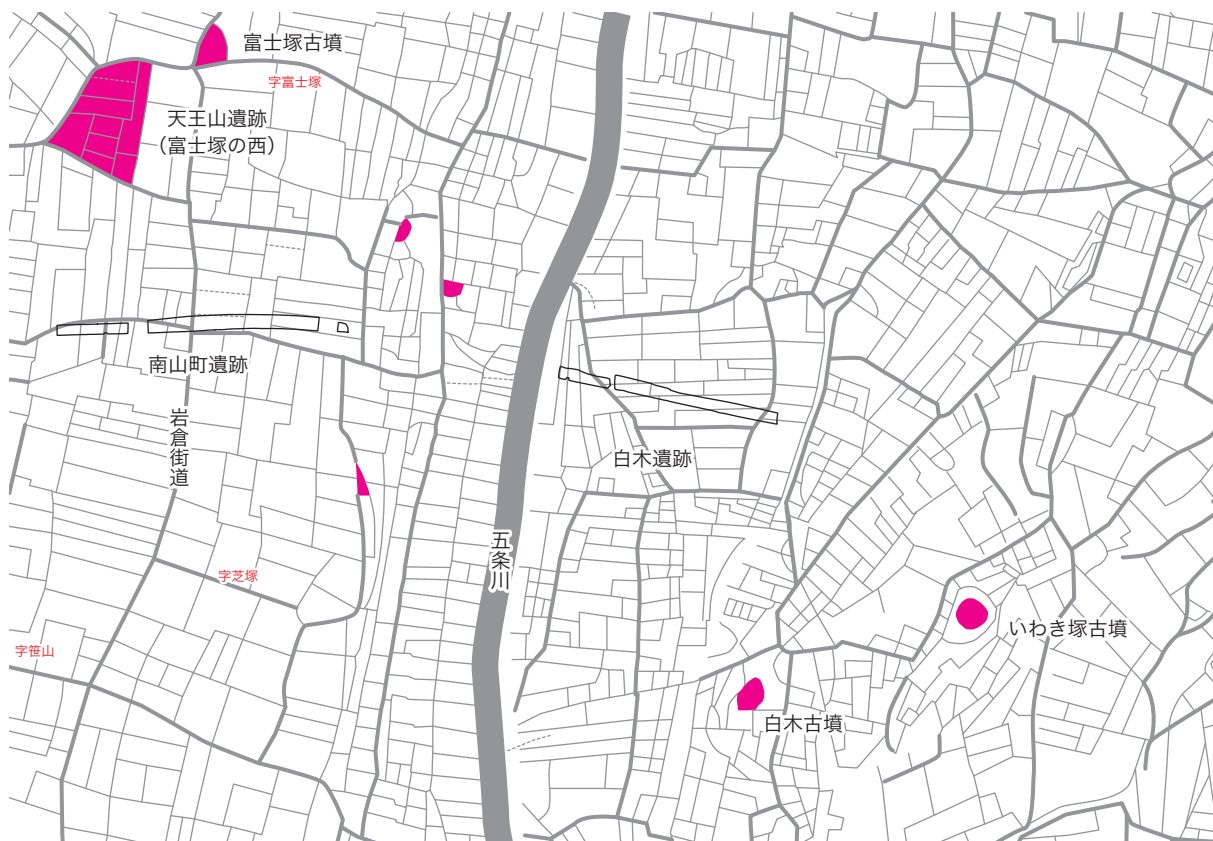 富士塚古墳
字富士塚
天王山遺跡
（富士塚の西）
南山町遺跡
岩倉街道
白木遺跡
五条川
字芝塚
いわき塚古墳
字笹山
白木古墳